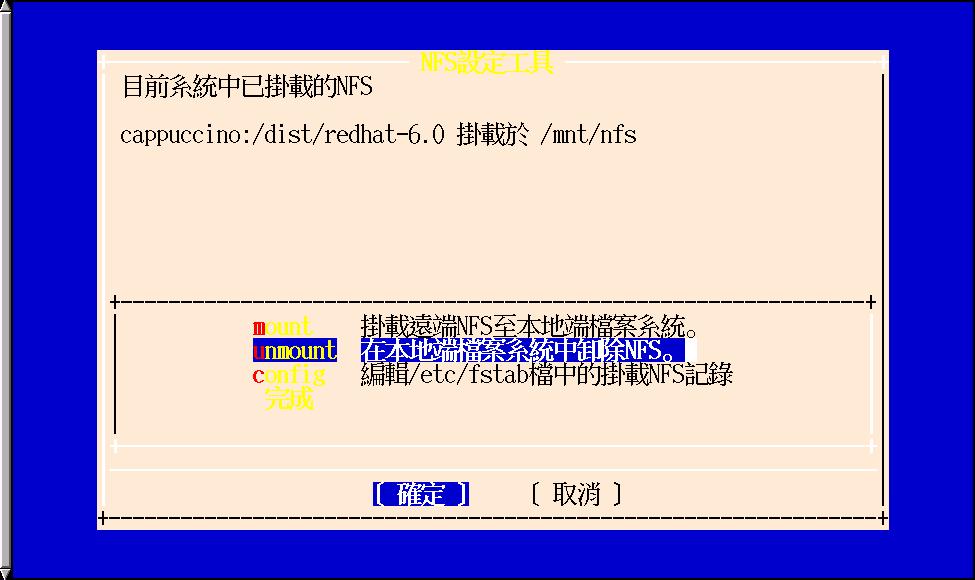 NFS設定工具
目前系統中已掛載的NFS
cappuccino:/dist/redhat-6.0 掛載於 /mnt/nfs
mount 掛載遠端NFS至本地端檔案系統。
unmount 在本地端檔案系統中卸除NFS。
config 編輯/etc/fstab檔中的掛載NFS記錄
完成
[ 確定 ] [ 取消 ]